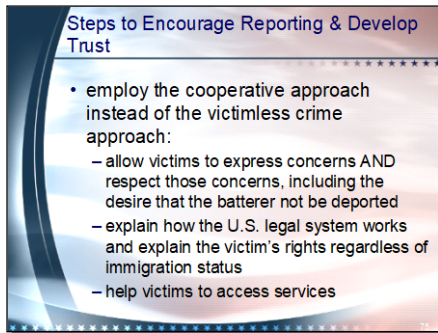 Steps to Encourage Reporting & Develop
Trust
• employ the cooperative approach
instead of the victimless crime
approach:
– allow victims to express concerns AND
respect those concerns, including the
desire that the batterer not be deported
– explain how the U.S. legal system works
and explain the victim's rights regardless of
immigration status
– help victims to access services